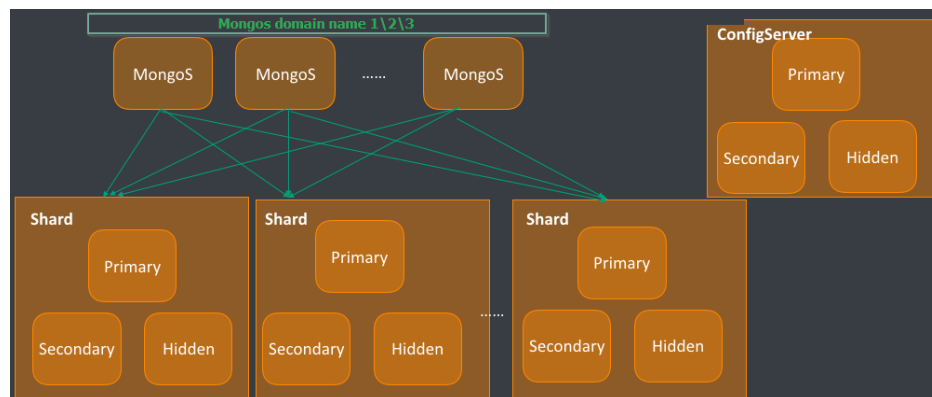 Mongos domain name 1\2\3
MongoS
MongoS
......
MongoS
ConfigServer
Primary
Secondary
Hidden
Shard
Primary
Secondary
Hidden
Shard
Primary
Secondary
Hidden
......
Shard
Primary
Secondary
Hidden